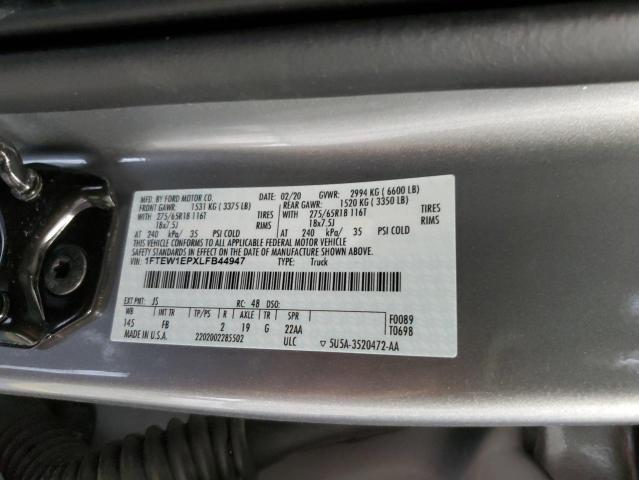 MFD. BY FORD MOTOR CO. 02/20 GVWR: 2994 KG ( 6600 LB)
FRONT GAWR: 1531 KG ( 3375 LB) REAR GAWR: 1520 KG ( 3350 LB)
WITH 275/65R18 116T TIRES WITH 275/65R18 116T TIRES
18x7.5J RIMS 18x7.5J RIMS
AT 240 kPa/ 35 PSI COLD AT 240 kPa/ 35 PSI COLD
THIS VEHICLE CONFORMS TO ALL APPLICABLE FEDERAL MOTOR VEHICLE
SAFETY STANDARDS IN EFFECT ON THE DATE OF MANUFACTURE SHOWN ABOVE.
VIN: 1FTEW1EPXLFB44947 TYPE: Truck
EXT PNT: JS RC: 48 DSO:
WB INT TR TP/PS R AXLE TR SPR F0089
145 FB 2 19 G 22AA T0698
MADE IN U.S.A. 2202002285502 ULC ▽ 5U5A-3520472-AA